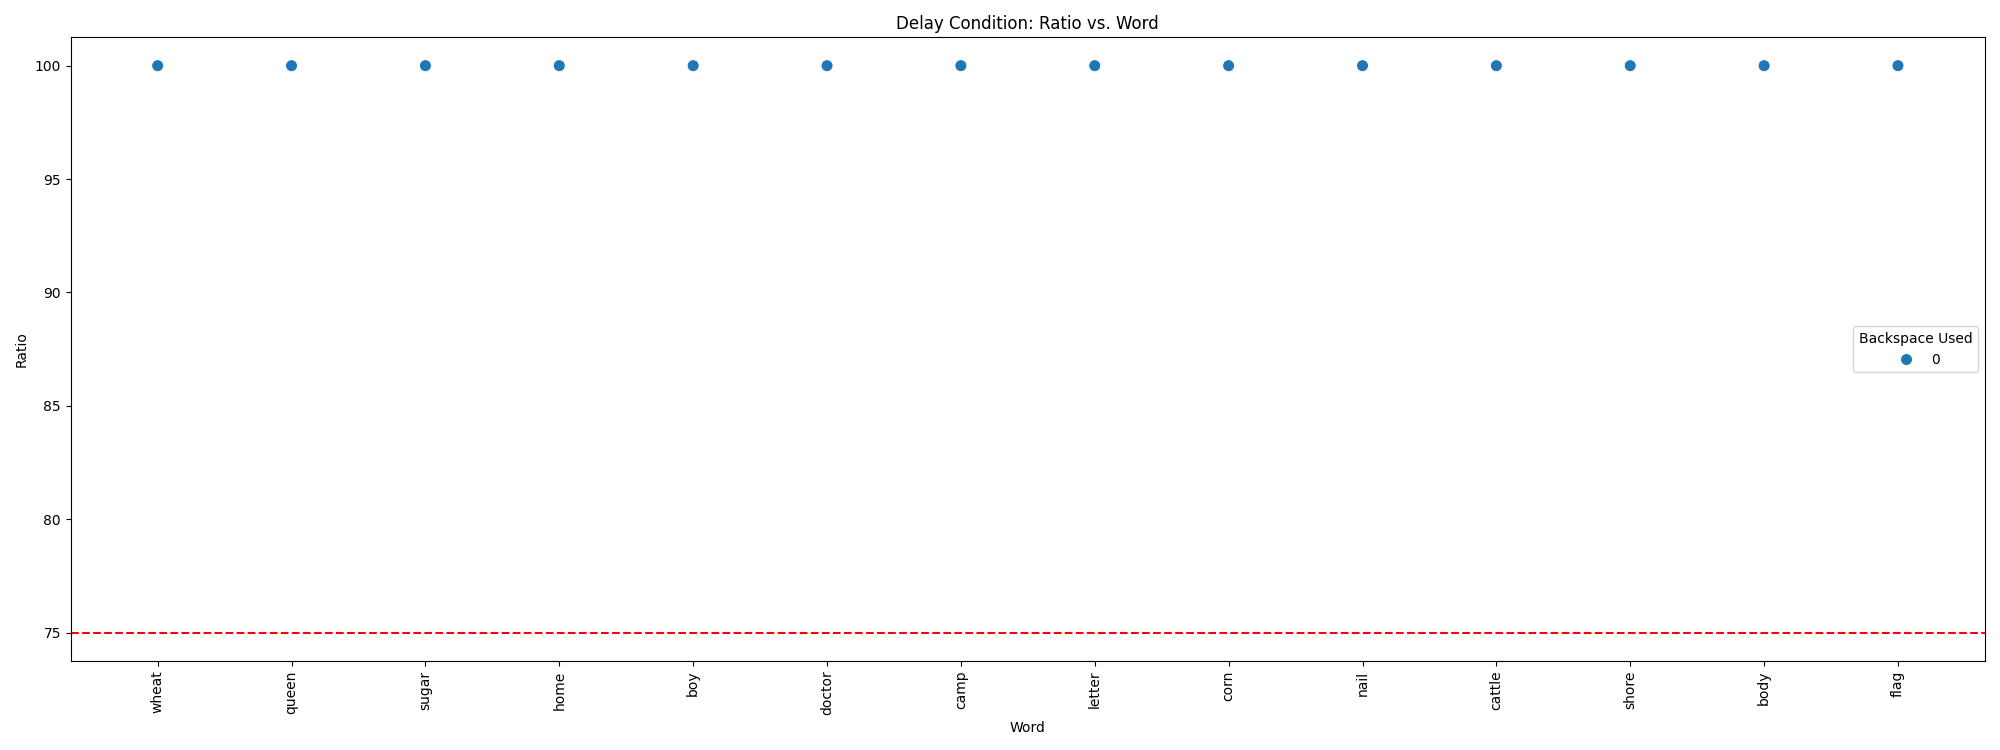 Delay Condition: Ratio vs. Word
100
95
90
85
80
75
Ratio
Backspace Used
0
wheat
queen
sugar
home
boy
doctor
camp
letter
corn
nail
cattle
shore
body
flag
Word